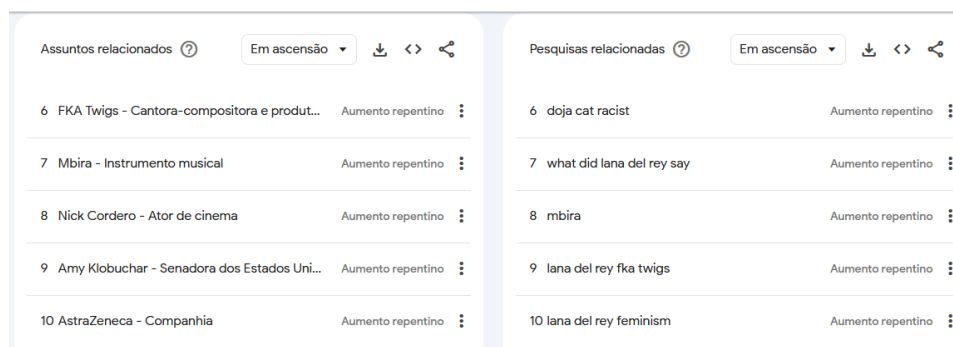 Assuntos relacionados
Em ascensão
6 FKA Twigs - Cantora-compositora e produt... Aumento repentino
7 Mbira - Instrumento musical Aumento repentino
8 Nick Cordero - Ator de cinema Aumento repentino
9 Amy Klobuchar - Senadora dos Estados Uni... Aumento repentino
10 AstraZeneca - Companhia Aumento repentino
Pesquisas relacionadas
Em ascensão
6 doja cat racist Aumento repentino
7 what did lana del rey say Aumento repentino
8 mbira Aumento repentino
9 lana del rey fka twigs Aumento repentino
10 lana del rey feminism Aumento repentino